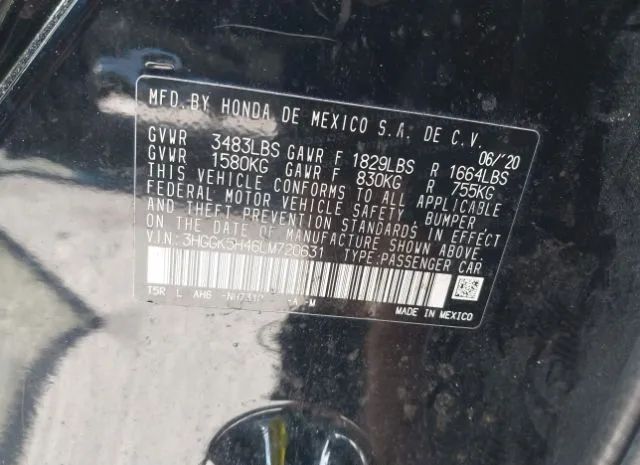 MFD. BY HONDA DE MEXICO S.A. DE C.V.
06/'20
GVWR 3483LBS GAWR F 1829LBS R 1664LBS
GVWR 1580KG GAWR F 830KG R 755KG
THIS VEHICLE CONFORMS TO ALL APPLICABLE
FEDERAL MOTOR VEHICLE SAFETY BUMPER
AND THEFT PREVENTION STANDARDS IN EFFECT
ON THE DATE OF MANUFACTURE SHOWN ABOVE.
V.I.N.: 3HGGK5H46LM720631 TYPE:PASSENGER CAR
T5R L AH6
MADE IN MEXICO